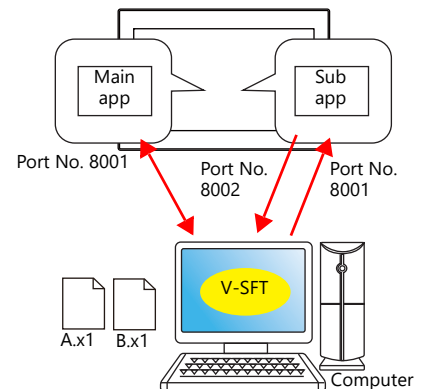 Main
app
Sub
app
Port No. 8001
Port No.
8002
Port No.
8001
V-SFT
A.x1
B.x1
Computer